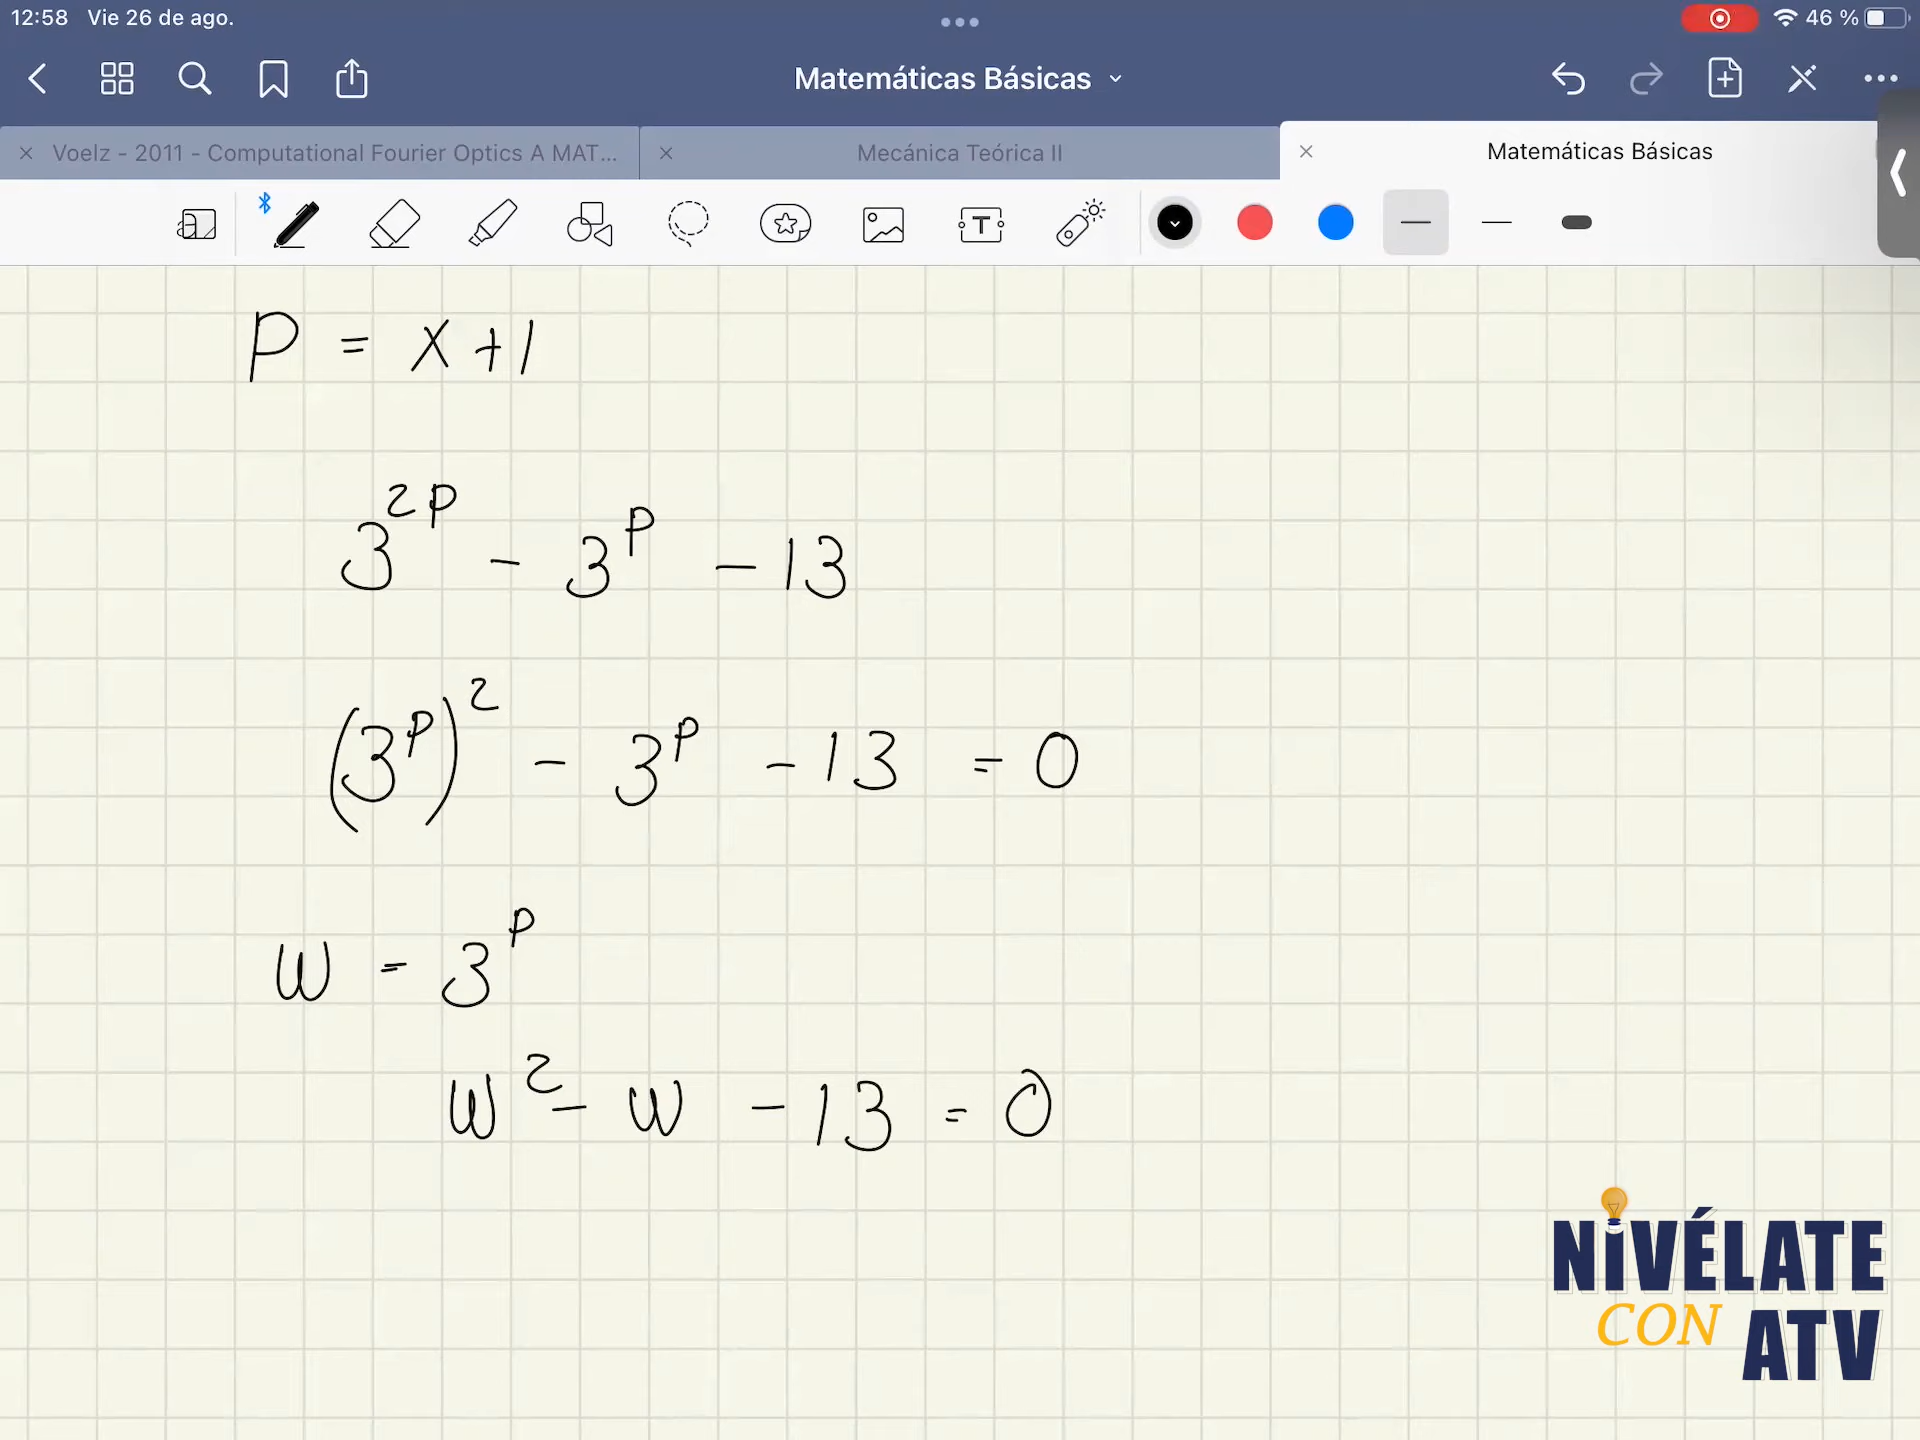 12:58 Vie 26 de ago.
46 %
Matemáticas Básicas
Voelz - 2011 - Computational Fourier Optics A MAT...
Mecánica Teórica II
Matemáticas Básicas
P = x + 1
3^{2P} - 3^P - 13
(3^P)^2 - 3^P - 13 = 0
W = 3^P
W^2 - W - 13 = 0
NIVÉLATE
CON
ATV